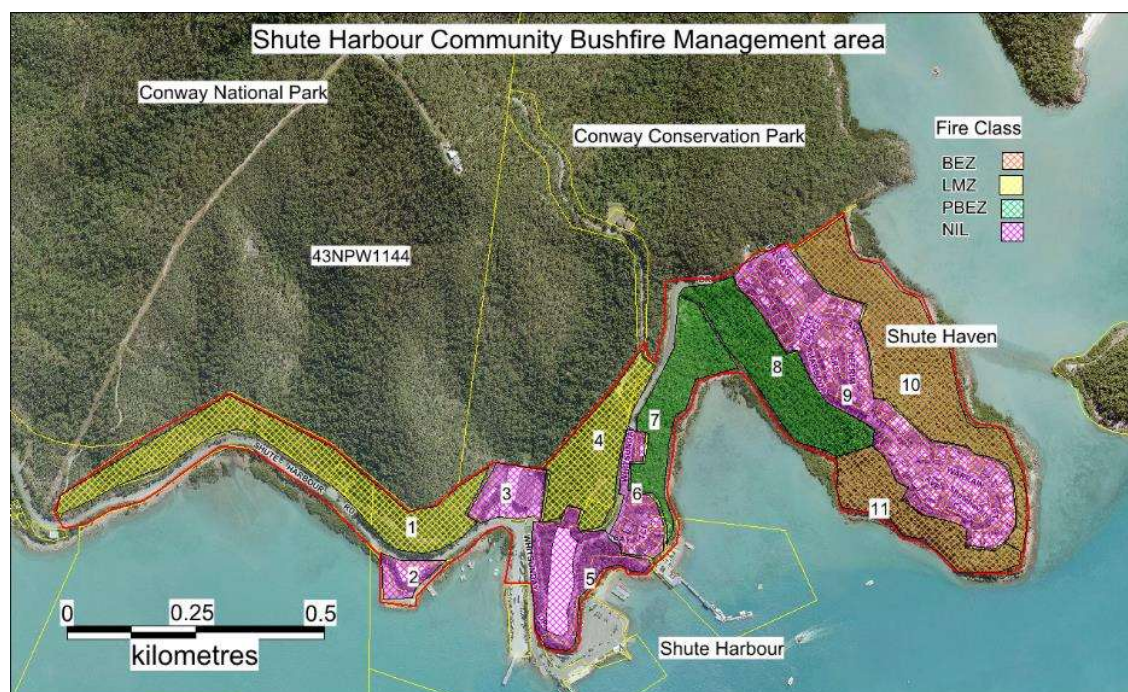 Shute Harbour Community Bushfire Management area
Conway National Park
Conway Conservation Park
Fire Class
BEZ
LMZ
PBEZ
NIL
43NPW1144
Shute Haven
8
10
9
7
4
6
3
11
1
5
2
SHUTE HARBOUR RD
0 0.25 0.5
kilometres
Shute Harbour